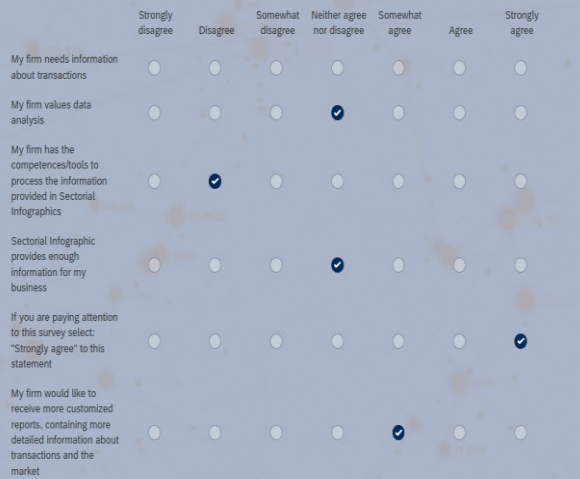 Strongly disagree
Disagree
Somewhat disagree
Neither agree nor disagree
Somewhat agree
Agree
Strongly agree
My firm needs information
about transactions
My firm values data
analysis
My firm has the
competences/tools to
process the information
provided in Sectorial
Infographics
Sectorial Infographic
provides enough
information for my
business
If you are paying attention
to this survey select:
"Strongly agree" to this
statement
My firm would like to
receive more customized
reports, containing more
detailed information about
transactions and the
market